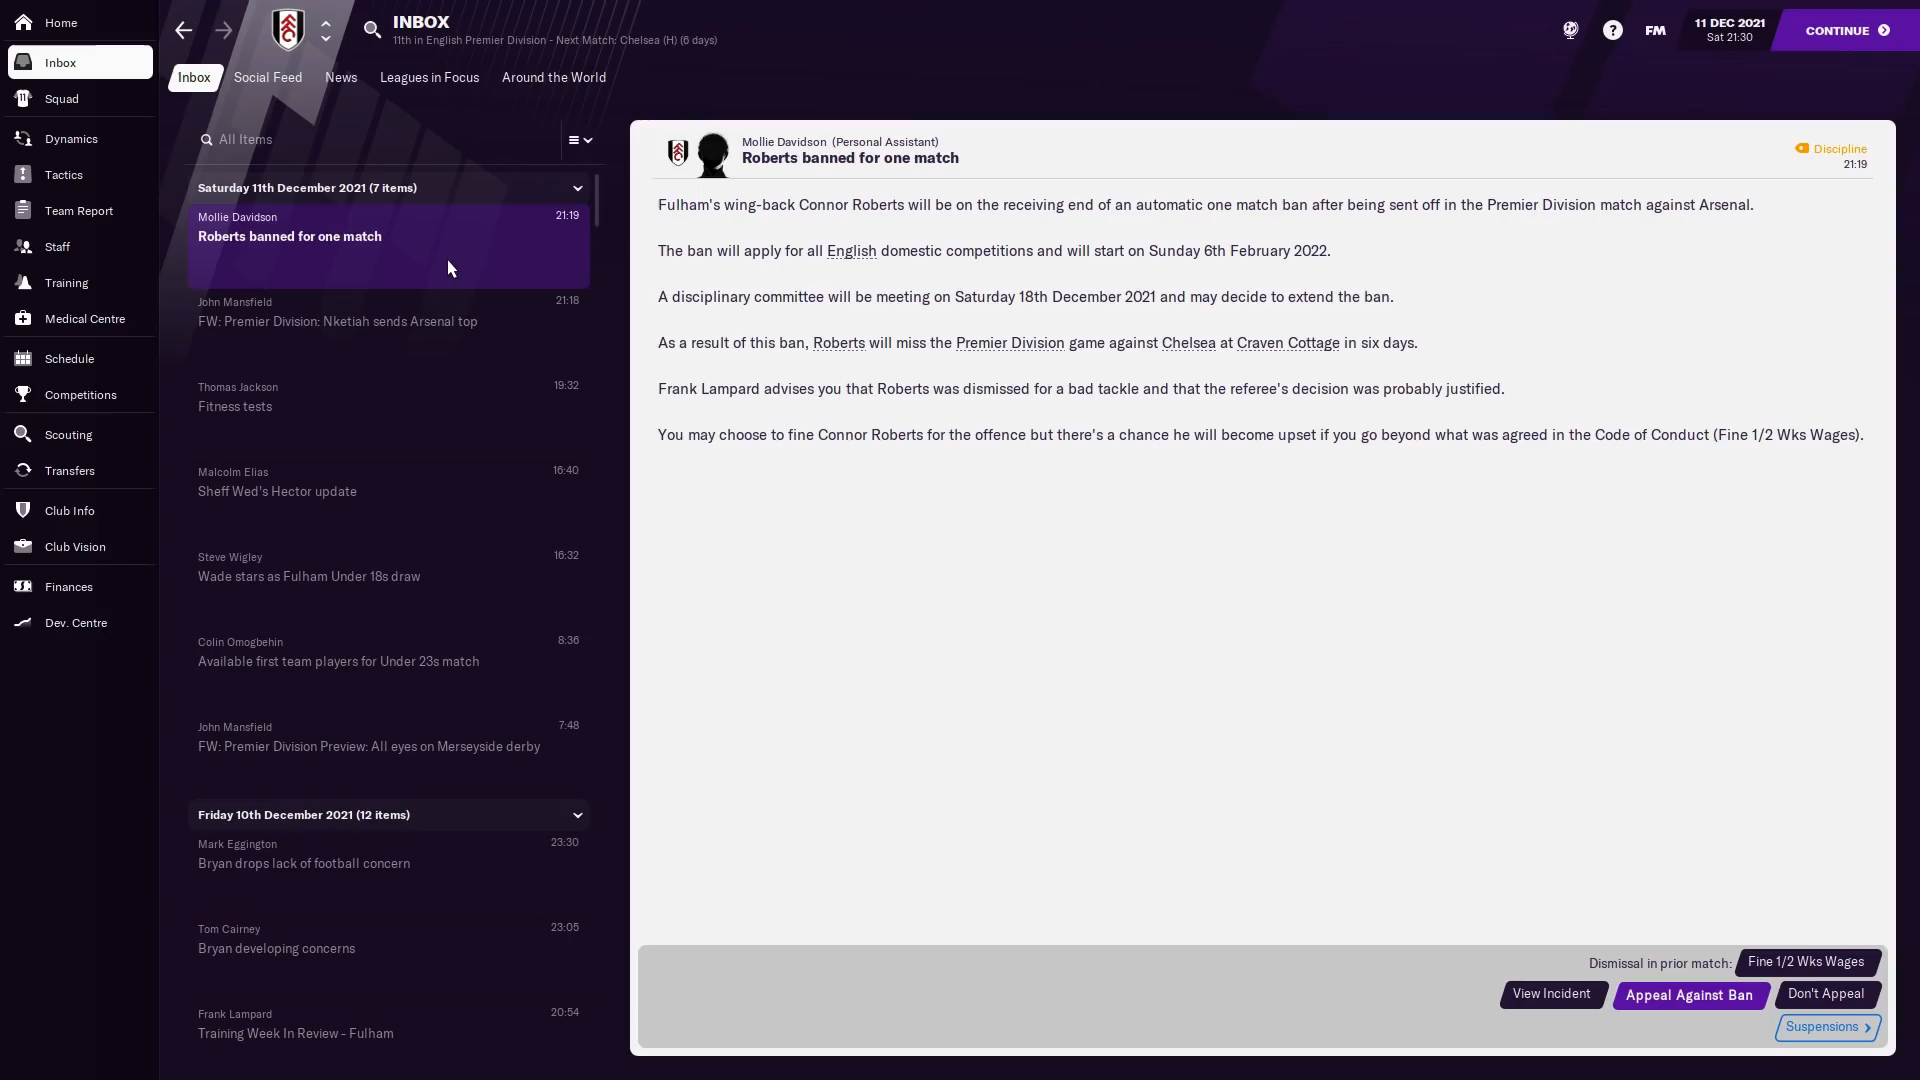 Home
Inbox
Squad
Dynamics
Tactics
Team Report
Staff
Training
Medical Centre
Schedule
Competitions
Scouting
Transfers
Club Info
Club Vision
Finances
Dev. Centre
INBOX
11th in English Premier Division - Next Match: Chelsea (H) (6 days)
FM
11 DEC 2021
Sat 21:30
CONTINUE
Inbox
Social Feed
News
Leagues in Focus
Around the World
All Items
Saturday 11th December 2021 (7 items)
Mollie Davidson 21:19
Roberts banned for one match
John Mansfield 21:18
FW: Premier Division: Nketiah sends Arsenal top
Thomas Jackson 19:32
Fitness tests
Malcolm Elias 16:40
Sheff Wed's Hector update
Steve Wigley 16:32
Wade stars as Fulham Under 18s draw
Colin Omogbehin 8:36
Available first team players for Under 23s match
John Mansfield 7:48
FW: Premier Division Preview: All eyes on Merseyside derby
Friday 10th December 2021 (12 items)
Mark Eggington 23:30
Bryan drops lack of football concern
Tom Cairney 23:05
Bryan developing concerns
Frank Lampard 20:54
Training Week In Review - Fulham
Mollie Davidson (Personal Assistant)
Roberts banned for one match
Discipline
21:19
Fulham's wing-back Connor Roberts will be on the receiving end of an automatic one match ban after being sent off in the Premier Division match against Arsenal.
The ban will apply for all English domestic competitions and will start on Sunday 6th February 2022.
A disciplinary committee will be meeting on Saturday 18th December 2021 and may decide to extend the ban.
As a result of this ban, Roberts will miss the Premier Division game against Chelsea at Craven Cottage in six days.
Frank Lampard advises you that Roberts was dismissed for a bad tackle and that the referee's decision was probably justified.
You may choose to fine Connor Roberts for the offence but there's a chance he will become upset if you go beyond what was agreed in the Code of Conduct (Fine 1/2 Wks Wages).
Dismissal in prior match: Fine 1/2 Wks Wages
View Incident
Appeal Against Ban
Don't Appeal
Suspensions